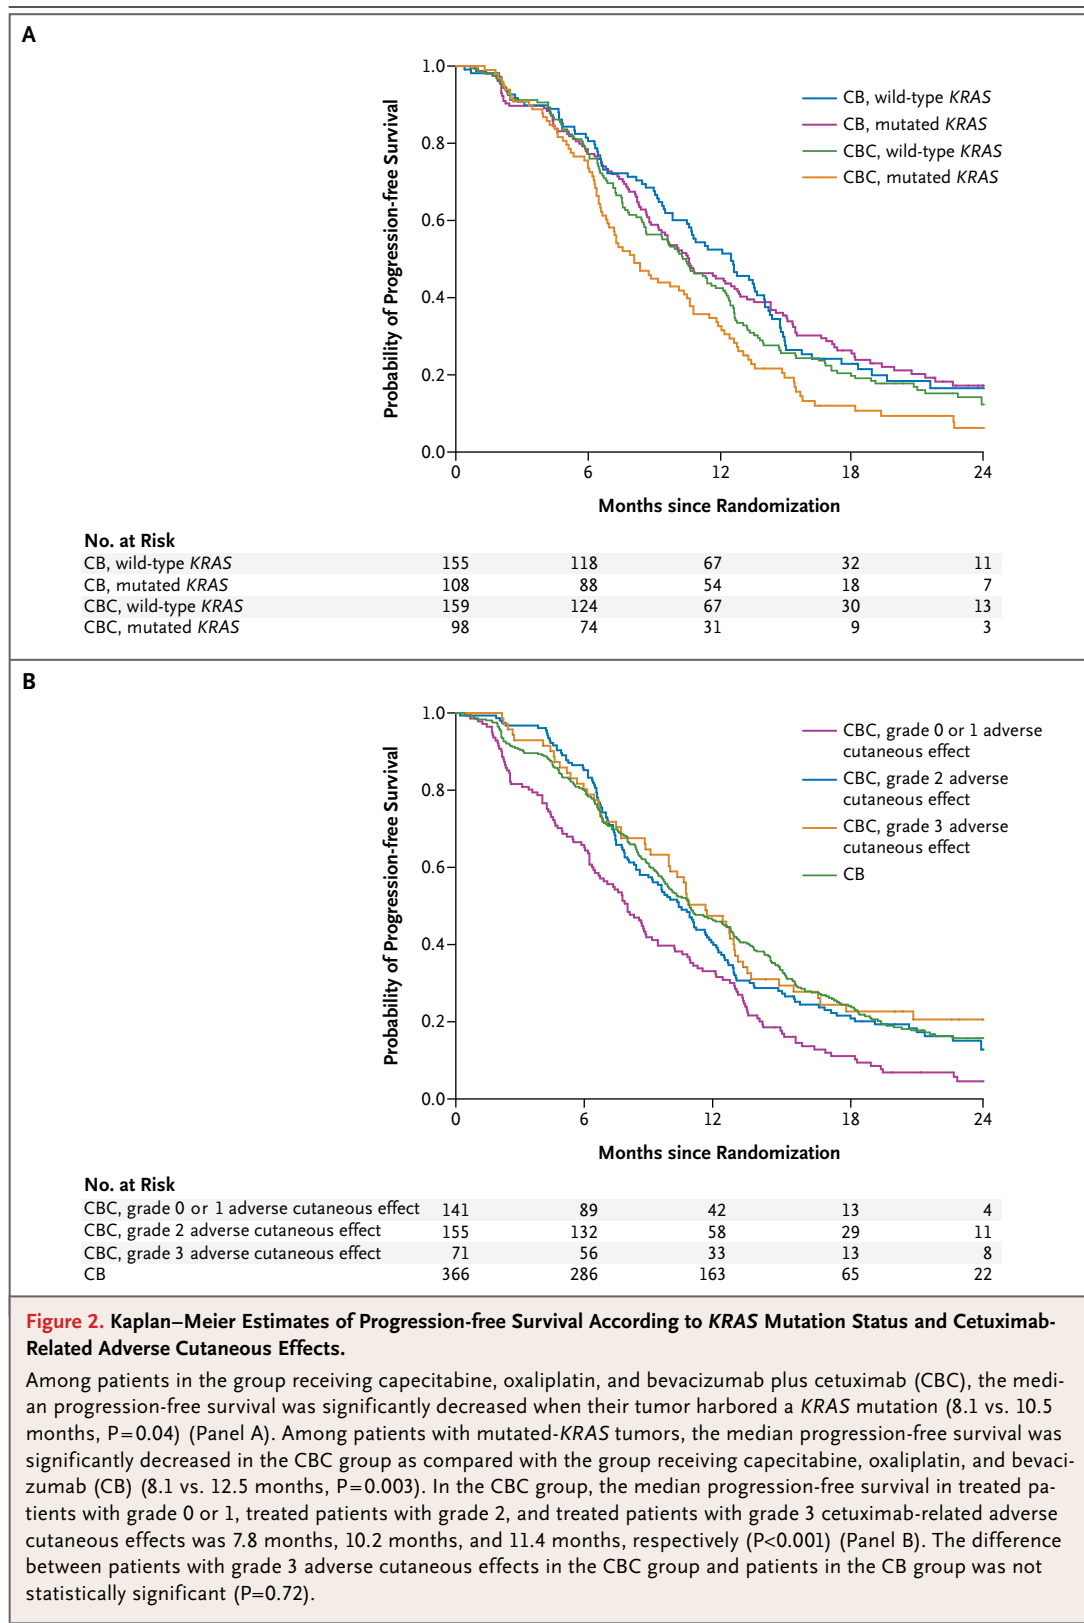 A
1.0
0.8
0.6
0.4
0.2
0.0
Probability of Progression-free Survival
CB, wild-type KRAS
CB, mutated KRAS
CBC, wild-type KRAS
CBC, mutated KRAS
0 6 12 18 24
Months since Randomization
No. at Risk
CB, wild-type KRAS 155 118 67 32 11
CB, mutated KRAS 108 88 54 18 7
CBC, wild-type KRAS 159 124 67 30 13
CBC, mutated KRAS 98 74 31 9 3
B
1.0
0.8
0.6
0.4
0.2
0.0
Probability of Progression-free Survival
CBC, grade 0 or 1 adverse
cutaneous effect
CBC, grade 2 adverse
cutaneous effect
CBC, grade 3 adverse
cutaneous effect
CB
0 6 12 18 24
Months since Randomization
No. at Risk
CBC, grade 0 or 1 adverse cutaneous effect 141 89 42 13 4
CBC, grade 2 adverse cutaneous effect 155 132 58 29 11
CBC, grade 3 adverse cutaneous effect 71 56 33 13 8
CB 366 286 163 65 22
Figure 2. Kaplan–Meier Estimates of Progression-free Survival According to KRAS Mutation Status and Cetuximab-
Related Adverse Cutaneous Effects.
Among patients in the group receiving capecitabine, oxaliplatin, and bevacizumab plus cetuximab (CBC), the medi-
an progression-free survival was significantly decreased when their tumor harbored a KRAS mutation (8.1 vs. 10.5
months, P=0.04) (Panel A). Among patients with mutated-KRAS tumors, the median progression-free survival was
significantly decreased in the CBC group as compared with the group receiving capecitabine, oxaliplatin, and bevaci-
zumab (CB) (8.1 vs. 12.5 months, P=0.003). In the CBC group, the median progression-free survival in treated pa-
tients with grade 0 or 1, treated patients with grade 2, and treated patients with grade 3 cetuximab-related adverse
cutaneous effects was 7.8 months, 10.2 months, and 11.4 months, respectively (P<0.001) (Panel B). The difference
between patients with grade 3 adverse cutaneous effects in the CBC group and patients in the CB group was not
statistically significant (P=0.72).